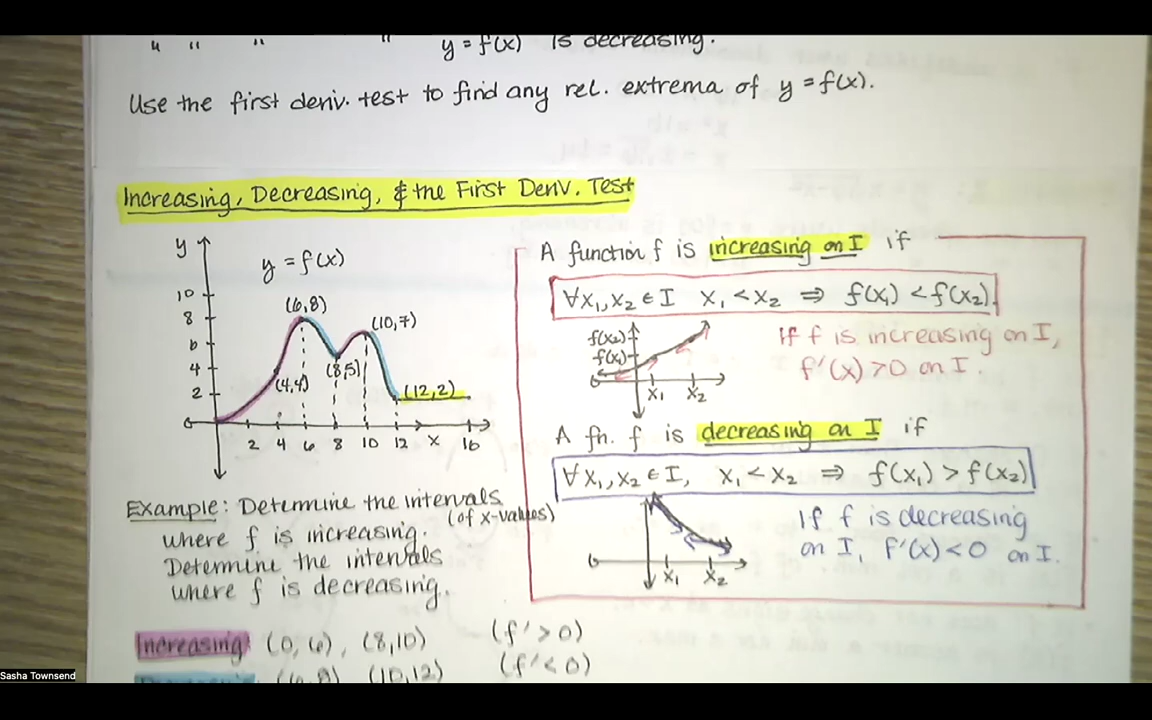 " " " " y = f(x) is decreasing.
Use the first deriv. test to find any rel. extrema of y = f(x).
Increasing, Decreasing, & the First Deriv. Test
y
y = f(x)
10
8
6
4
2
(6,8)
(10,7)
(4,4)
(8,5)
(12,2)
2 4 6 8 10 12 x 16
Example: Determine the intervals
(of x-values)
where f is increasing.
Determine the intervals
where f is decreasing.
Increasing: (0,6), (8,10) (f' > 0)
(10,12) (f' < 0)
A function f is increasing on I if
∀x₁,x₂ ∈ I x₁ < x₂ ⇒ f(x₁) < f(x₂).
f(x₂)
f(x₁)
x₁ x₂
If f is increasing on I,
f'(x) > 0 on I.
A fn. f is decreasing on I if
∀x₁,x₂ ∈ I, x₁ < x₂ ⇒ f(x₁) > f(x₂)
x₁ x₂
If f is decreasing
on I, f'(x) < 0 on I.
Sasha Townsend